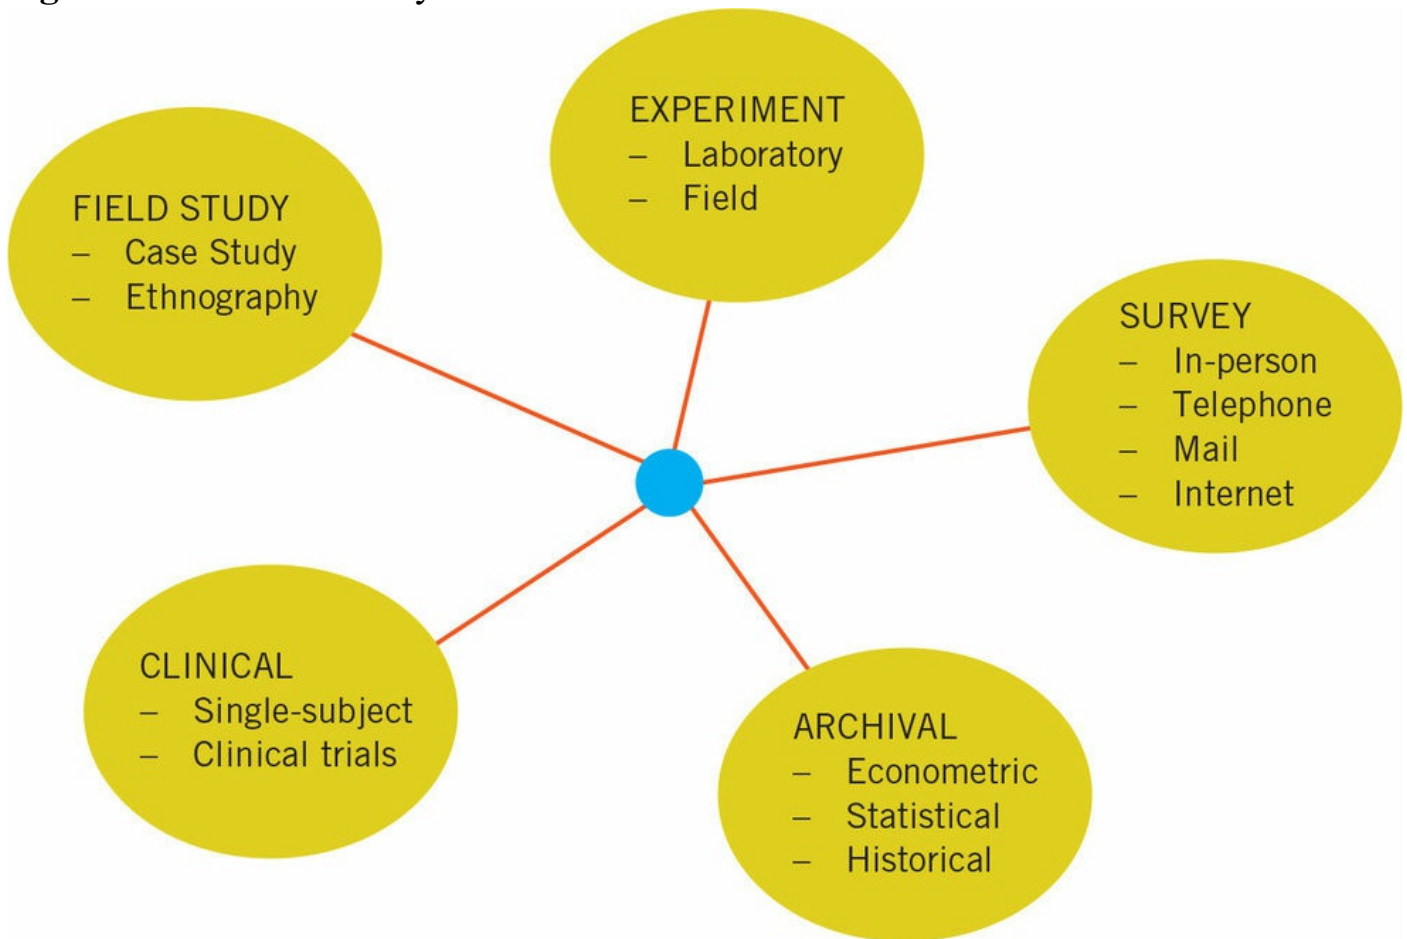 FIELD STUDY
– Case Study
– Ethnography
EXPERIMENT
– Laboratory
– Field
SURVEY
– In-person
– Telephone
– Mail
– Internet
CLINICAL
– Single-subject
– Clinical trials
ARCHIVAL
– Econometric
– Statistical
– Historical